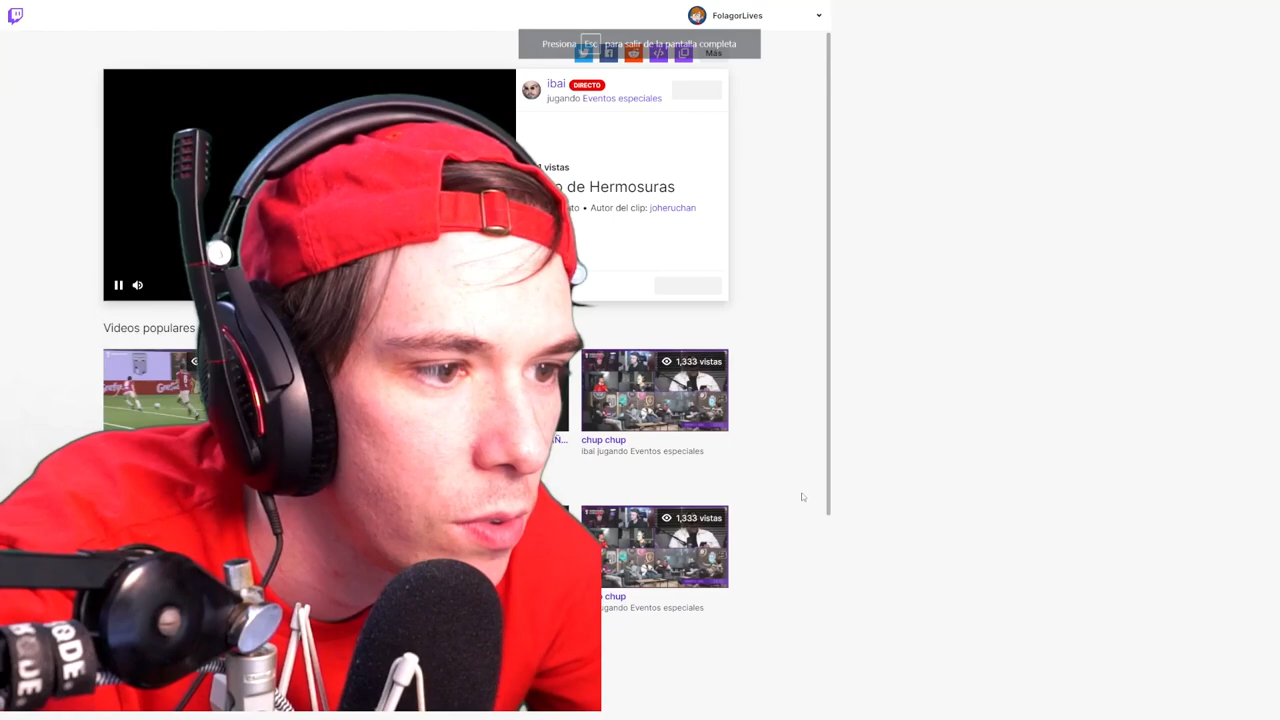 FolagorLives
Presiona Esc para salir de la pantalla completa
Más
ibai DIRECTO
jugando Eventos especiales
vistas
de Hermosuras
Autor del clip: joheruchan
Videos populares
1,333 vistas
chup chup
ibai jugando Eventos especiales
1,333 vistas
chup
jugando Eventos especiales